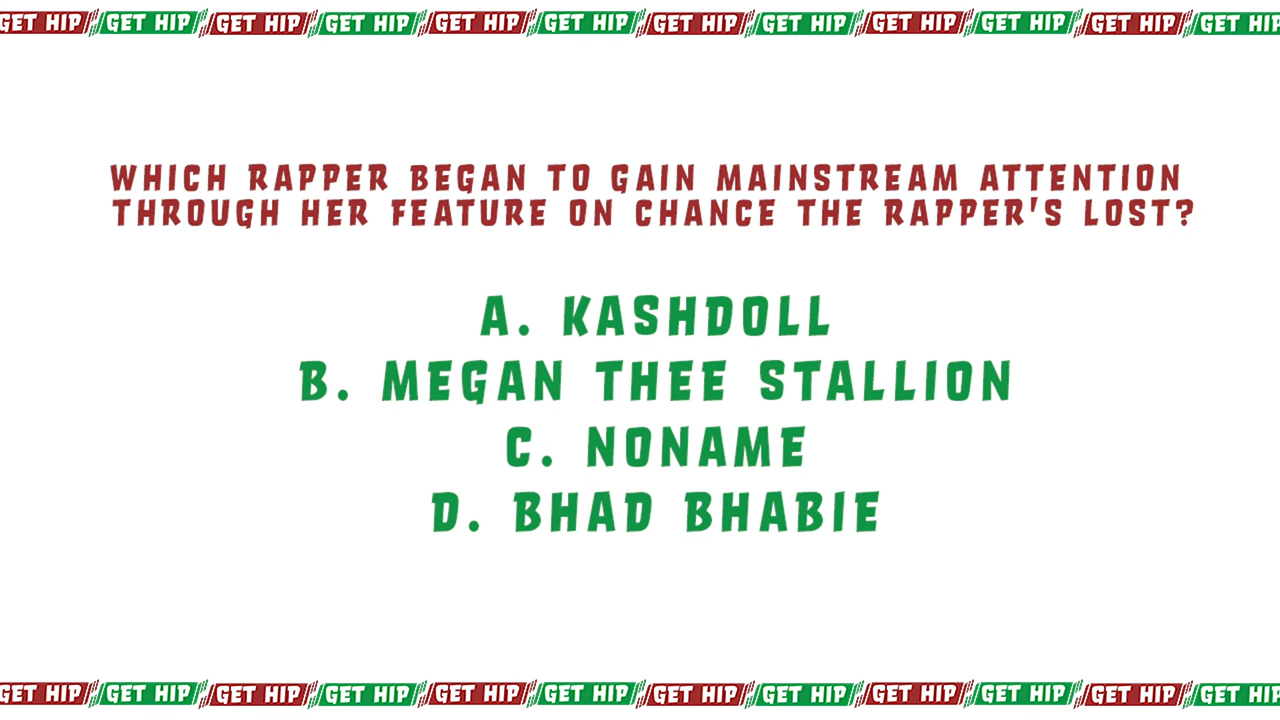 GET HIP GET HIP GET HIP GET HIP GET HIP GET HIP GET HIP GET HIP GET HIP GET HIP GET HIP GET HIP
WHICH RAPPER BEGAN TO GAIN MAINSTREAM ATTENTION
THROUGH HER FEATURE ON CHANCE THE RAPPER'S LOST?
A. KASHDOLL
B. MEGAN THEE STALLION
C. NONAME
D. BHAD BHABIE
GET HIP GET HIP GET HIP GET HIP GET HIP GET HIP GET HIP GET HIP GET HIP GET HIP GET HIP GET HIP